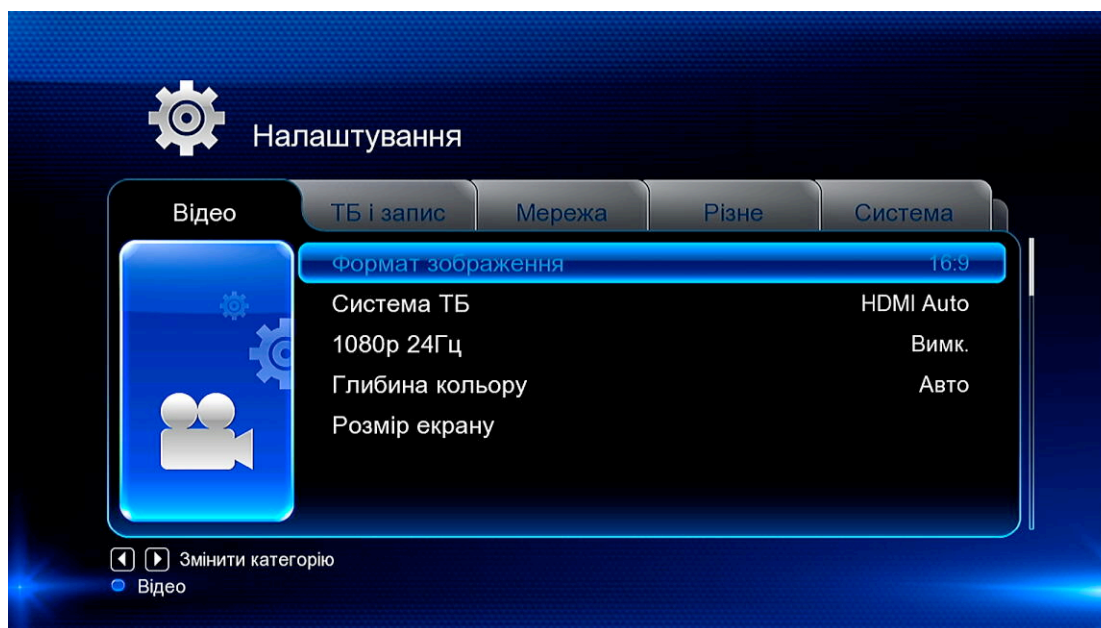 Налаштування
Відео ТБ і запис Мережа Різне Система
Формат зображення 16:9
Система ТБ HDMI Auto
1080p 24Гц Вимк.
Глибина кольору Авто
Розмір екрану
Змінити категорію
Відео